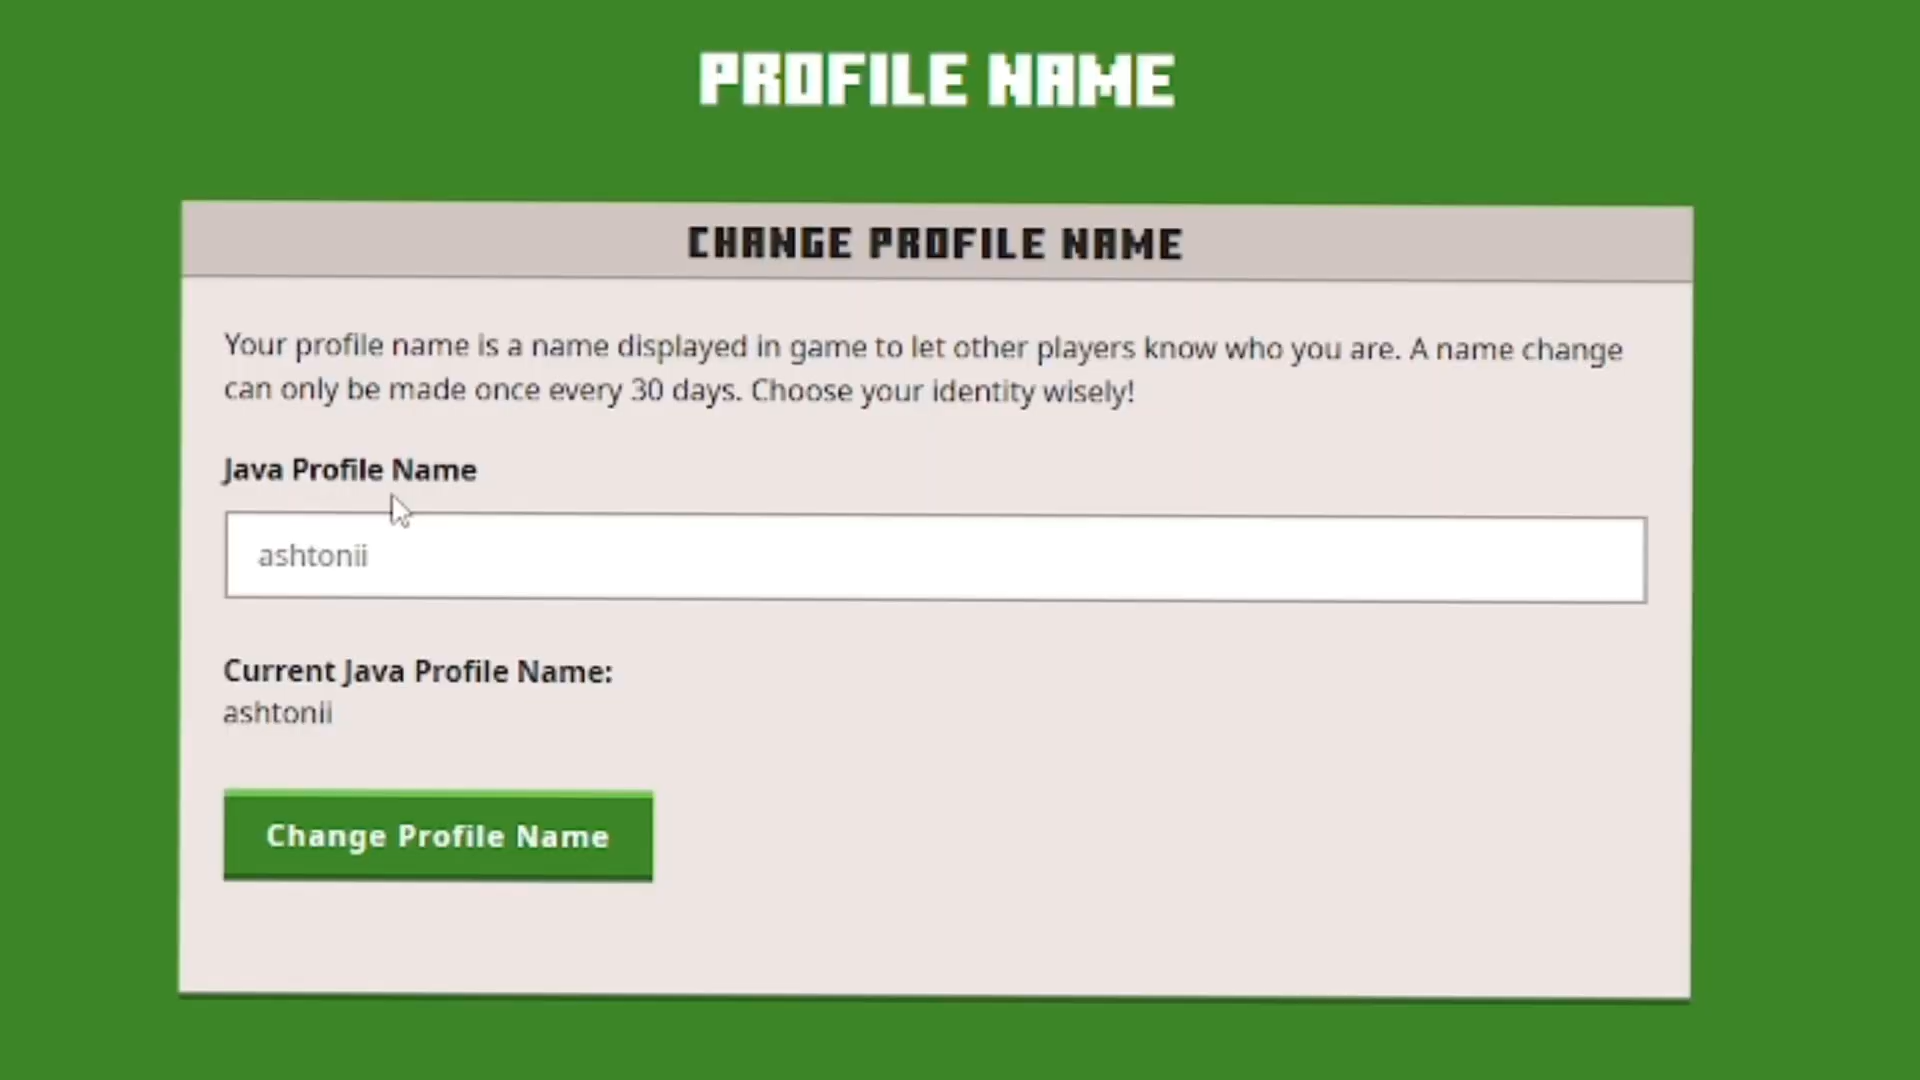 PROFILE NAME
CHANGE PROFILE NAME
Your profile name is a name displayed in game to let other players know who you are. A name change
can only be made once every 30 days. Choose your identity wisely!
Java Profile Name
ashtonii
Current Java Profile Name:
ashtonii
Change Profile Name